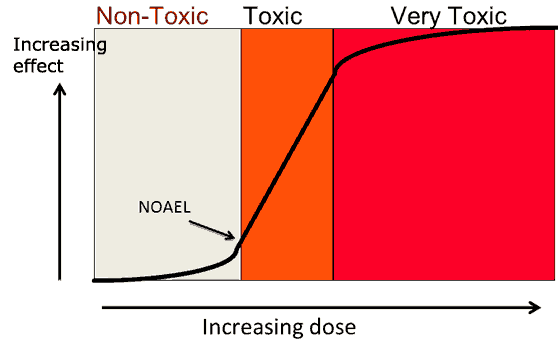 Non-Toxic Toxic Very Toxic
Increasing
effect
NOAEL
Increasing dose